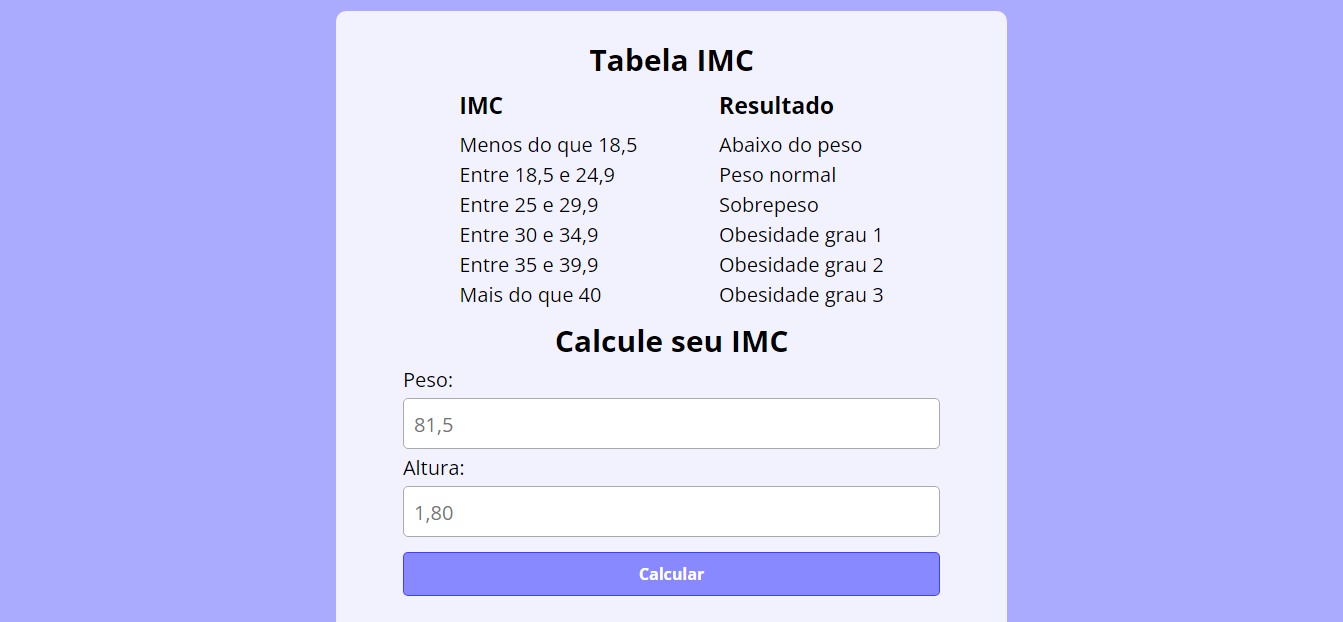 Tabela IMC
IMC Resultado
Menos do que 18,5 Abaixo do peso
Entre 18,5 e 24,9 Peso normal
Entre 25 e 29,9 Sobrepeso
Entre 30 e 34,9 Obesidade grau 1
Entre 35 e 39,9 Obesidade grau 2
Mais do que 40 Obesidade grau 3
Calcule seu IMC
Peso:
81,5
Altura:
1,80
Calcular